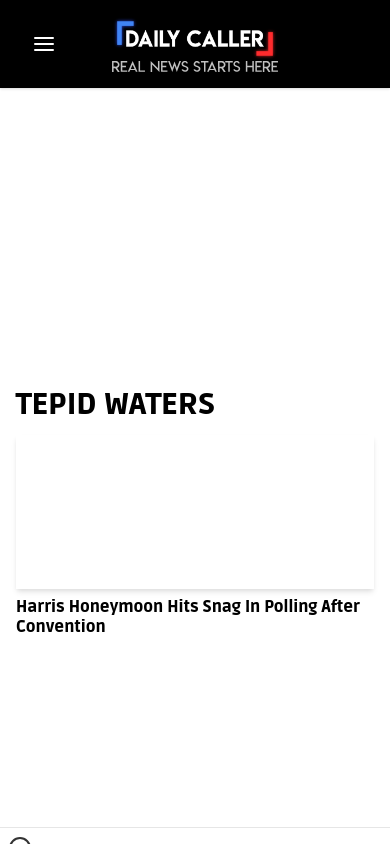 DAILY CALLER
REAL NEWS STARTS HERE
TEPID WATERS
Harris Honeymoon Hits Snag In Polling After
Convention